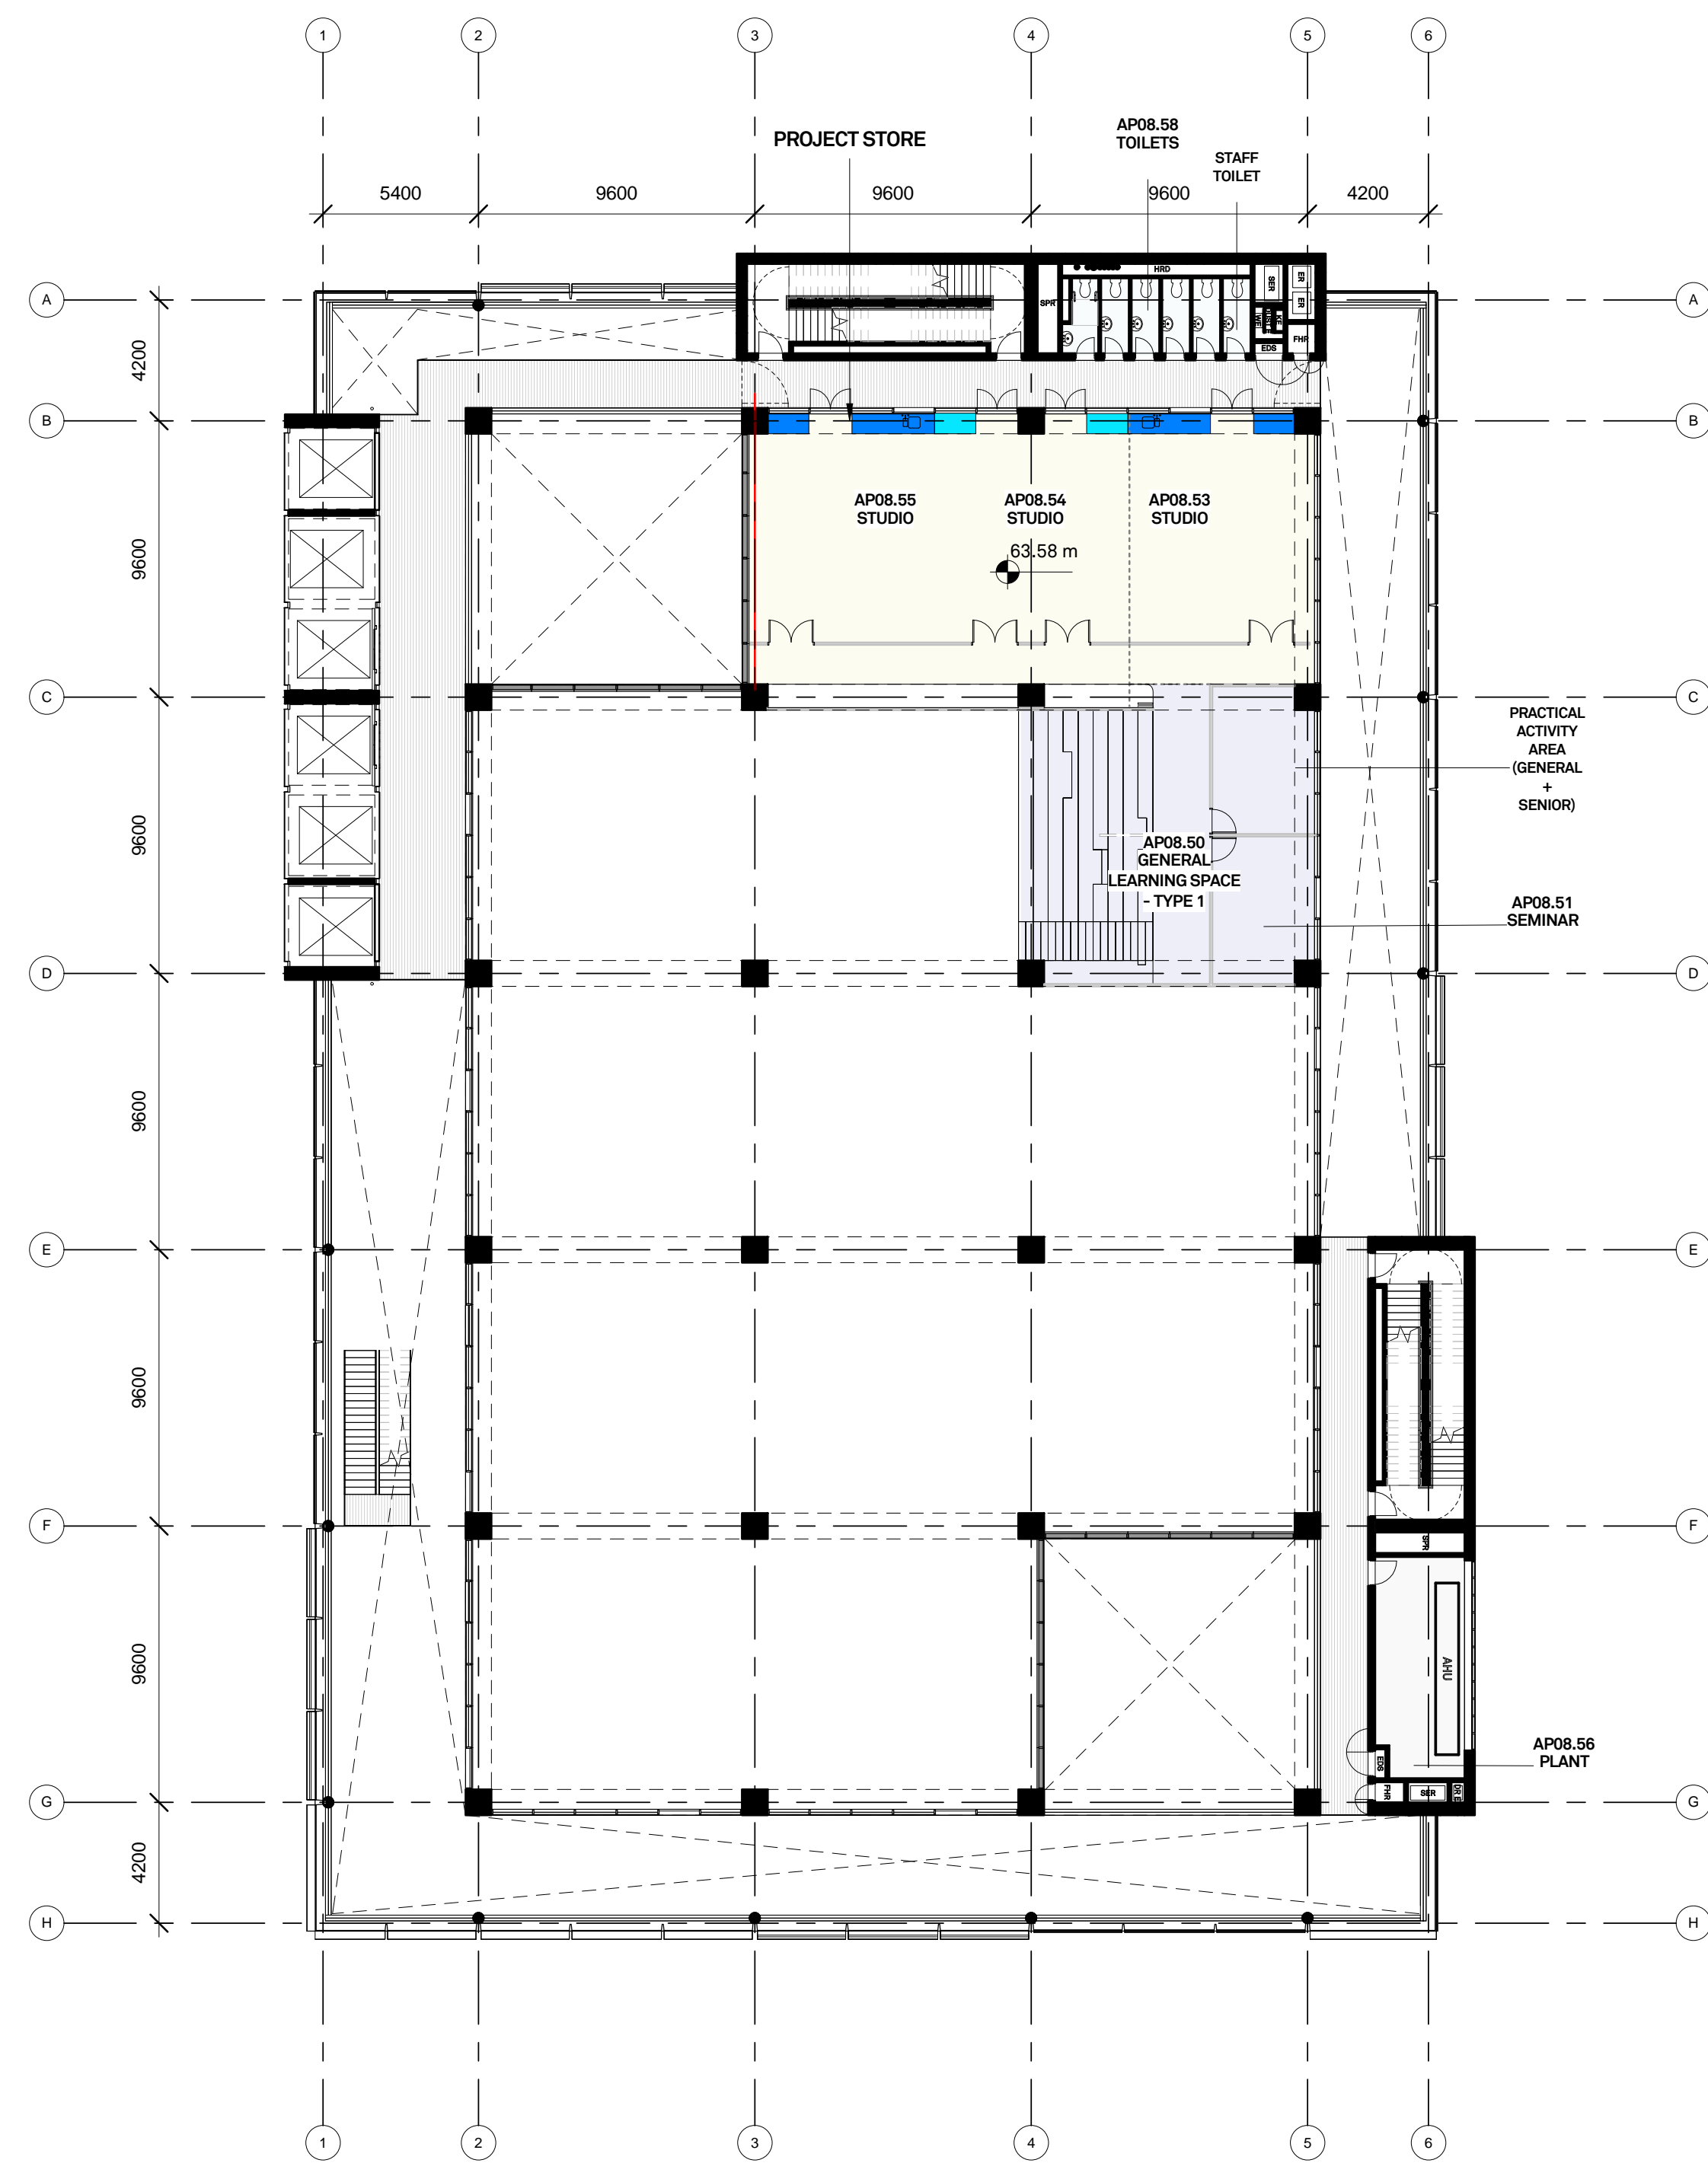 1 2 3 4 5 6
AP08.58
TOILETS
PROJECT STORE
STAFF
TOILET
5400 9600 9600 9600 4200
HRD
SER
ER
ER
SPR
FHR
EDS
A A
4200
B B
9600
AP08.55
STUDIO
AP08.54
STUDIO
AP08.53
STUDIO
63.58 m
C C
PRACTICAL
ACTIVITY
AREA
(GENERAL
+
SENIOR)
9600
AP08.50
GENERAL
LEARNING SPACE
- TYPE 1
AP08.51
SEMINAR
D D
9600
E E
9600
F F
SPR
9600
AHU
AP08.56
PLANT
EDS
FHR
SER
G G
4200
H H
1 2 3 4 5 6